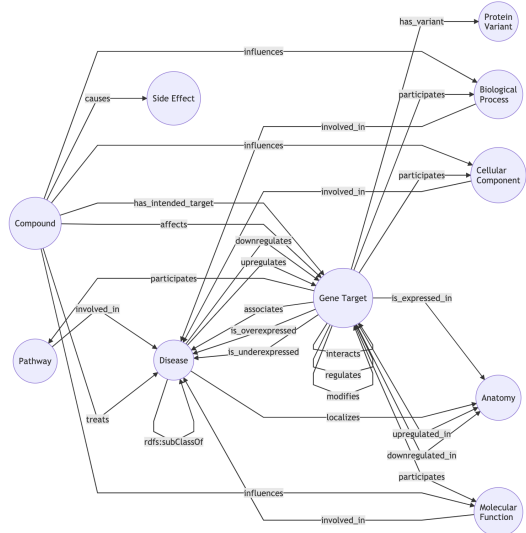 has_variant
Protein
Variant
influences
causes
Side Effect
participates
Biological
Process
involved_in
influences
participates
Cellular
Component
involved_in
has_intended_target
Compound
affects
downregulates
upregulates
participates
Gene Target
is_expressed_in
involved_in
associates
is_overexpressed
is_underexpressed
interacts
Pathway
Disease
regulates
modifies
Anatomy
treats
localizes
upregulated_in
rdfs:subClassOf
downregulated_in
participates
influences
Molecular
Function
involved_in